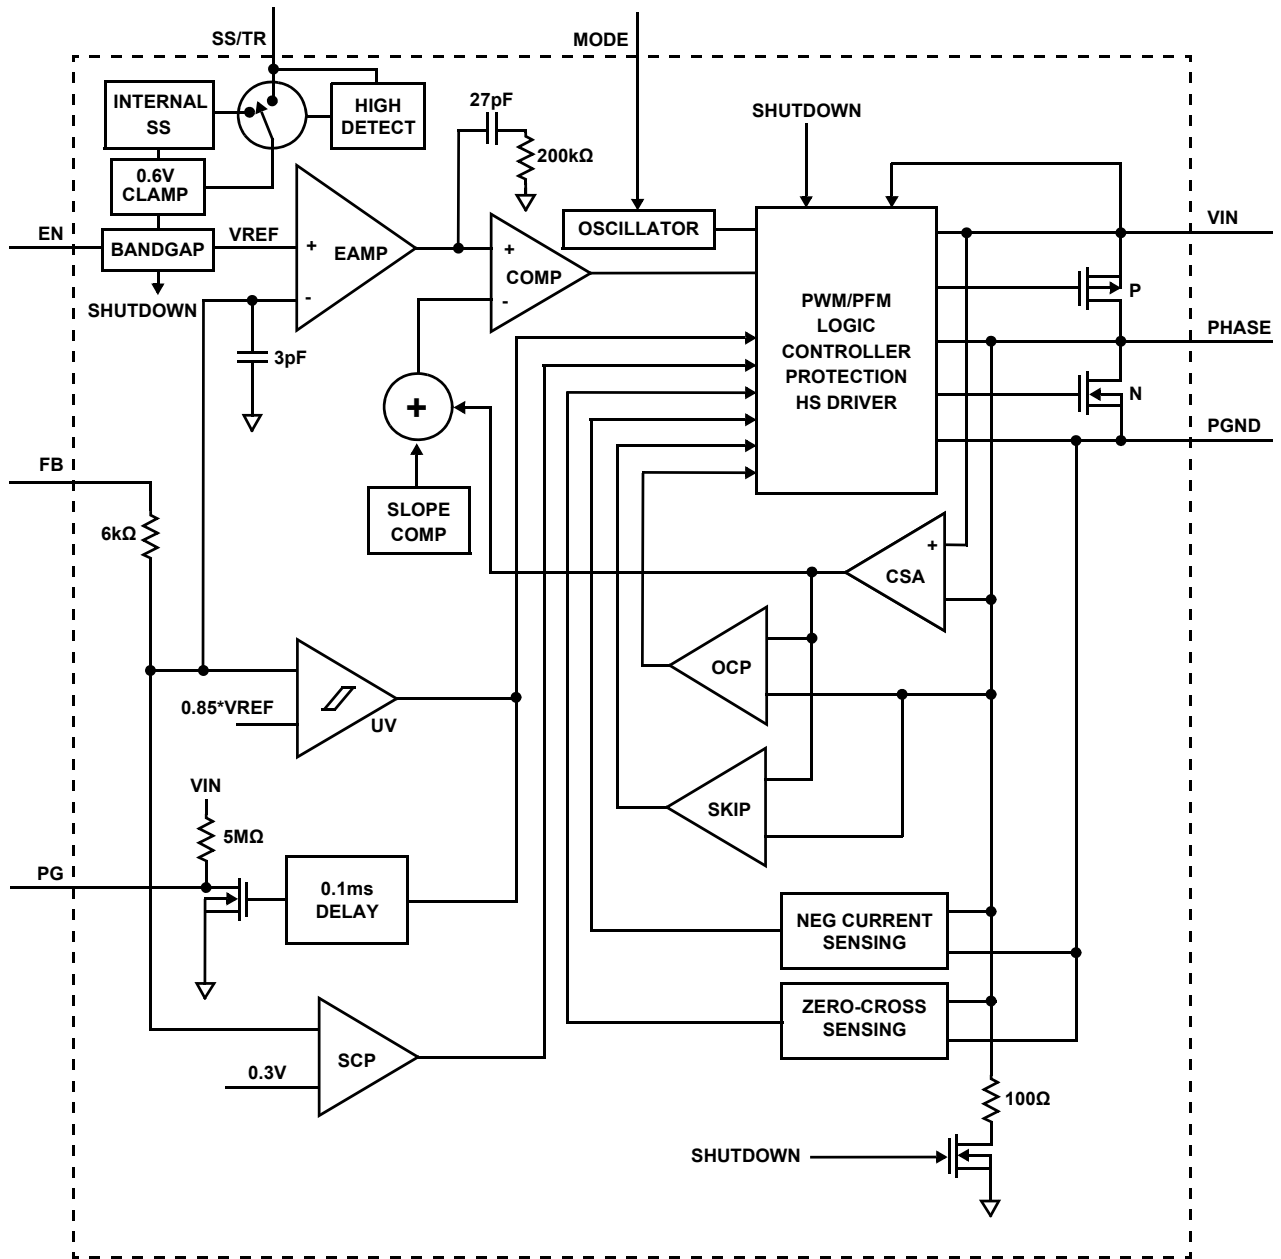 SS/TR
MODE
INTERNAL
SS
HIGH
DETECT
27pF
200kΩ
SHUTDOWN
0.6V
CLAMP
EN
BANDGAP
VREF
+
-
EAMP
SHUTDOWN
3pF
+
-
COMP
OSCILLATOR
PWM/PFM
LOGIC
CONTROLLER
PROTECTION
HS DRIVER
VIN
P
PHASE
N
PGND
+
SLOPE
COMP
FB
6kΩ
+
CSA
OCP
0.85*VREF
UV
SKIP
VIN
5MΩ
PG
0.1ms
DELAY
NEG CURRENT
SENSING
ZERO-CROSS
SENSING
SCP
0.3V
100Ω
SHUTDOWN